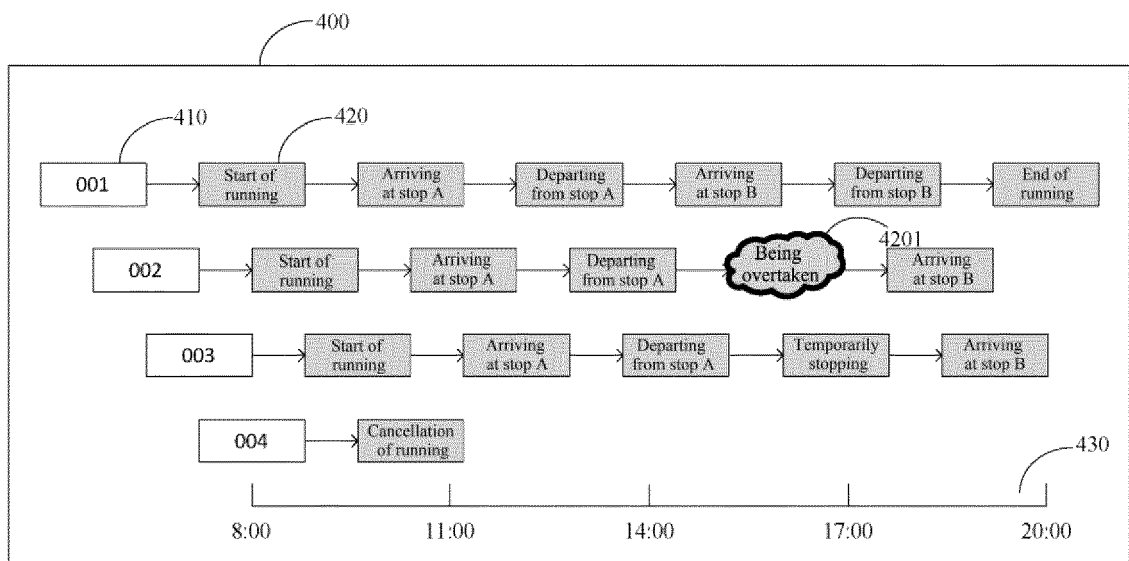 400
410
420
001
Start of
running
Arriving
at stop A
Departing
from stop A
Arriving
at stop B
Departing
from stop B
End of
running
4201
002
Start of
running
Arriving
at stop A
Departing
from stop A
Being
overtaken
Arriving
at stop B
003
Start of
running
Arriving
at stop A
Departing
from stop A
Temporarily
stopping
Arriving
at stop B
004
Cancellation
of running
430
8:00
11:00
14:00
17:00
20:00